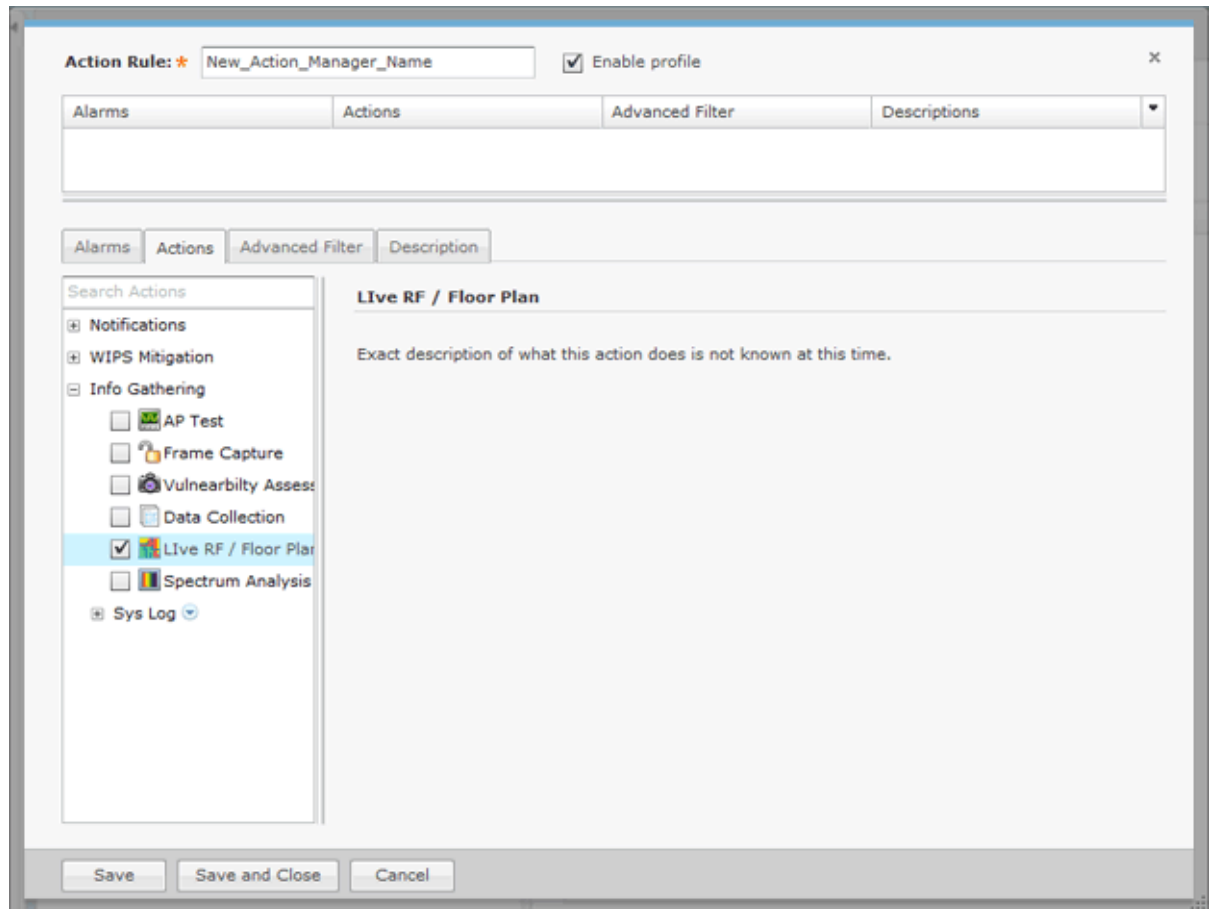 Action Rule: * New_Action_Manager_Name Enable profile
Alarms Actions Advanced Filter Descriptions
Alarms Actions Advanced Filter Description
Search Actions
LIve RF / Floor Plan
Notifications
WIPS Mitigation
Exact description of what this action does is not known at this time.
Info Gathering
AP Test
Frame Capture
Vulnearbilty Assess
Data Collection
LIve RF / Floor Plan
Spectrum Analysis
Sys Log
Save Save and Close Cancel